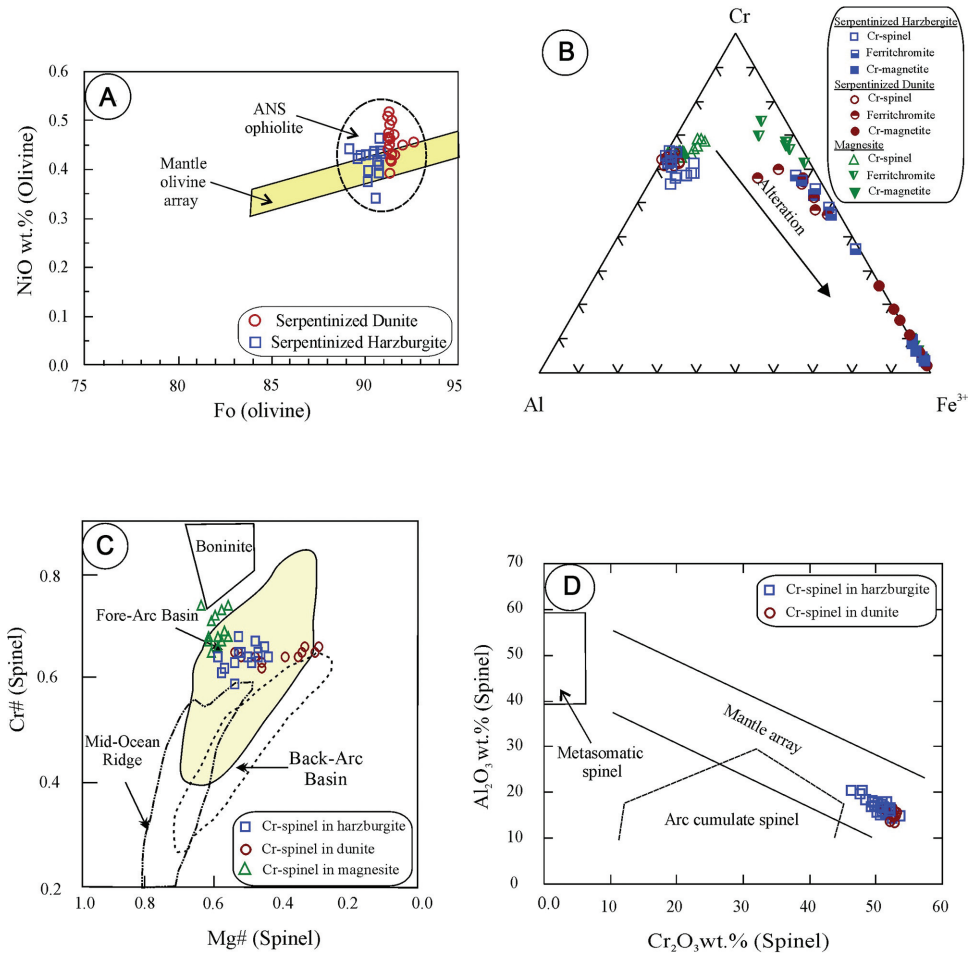 A
NiO wt.% (Olivine)
0.6
0.5
0.4
0.3
0.2
0.1
0.0
ANS
ophiolite
Mantle
olivine
array
Serpentinized Dunite
Serpentinized Harzburgite
75
80
85
90
95
Fo (olivine)
B
Cr
Al
Fe³⁺
Alteration
Serpentinized Harzbergite
Cr-spinel
Ferritchromite
Cr-magnetite
Serpentinized Dunite
Cr-spinel
Ferritchromite
Cr-magnetite
Magnesite
Cr-spinel
Ferritchromite
Cr-magnetite
C
Cr# (Spinel)
0.8
0.6
0.4
0.2
Boninite
Fore-Arc Basin
Mid-Ocean
Ridge
Back-Arc
Basin
Cr-spinel in harzburgite
Cr-spinel in dunite
Cr-spinel in magnesite
1.0
0.8
0.6
0.4
0.2
0.0
Mg# (Spinel)
D
Al₂O₃ wt.% (Spinel)
70
60
50
40
30
20
10
0
Cr-spinel in harzburgite
Cr-spinel in dunite
Metasomatic
spinel
Mantle array
Arc cumulate spinel
0.0
10
20
30
40
50
60
Cr₂O₃wt.% (Spinel)